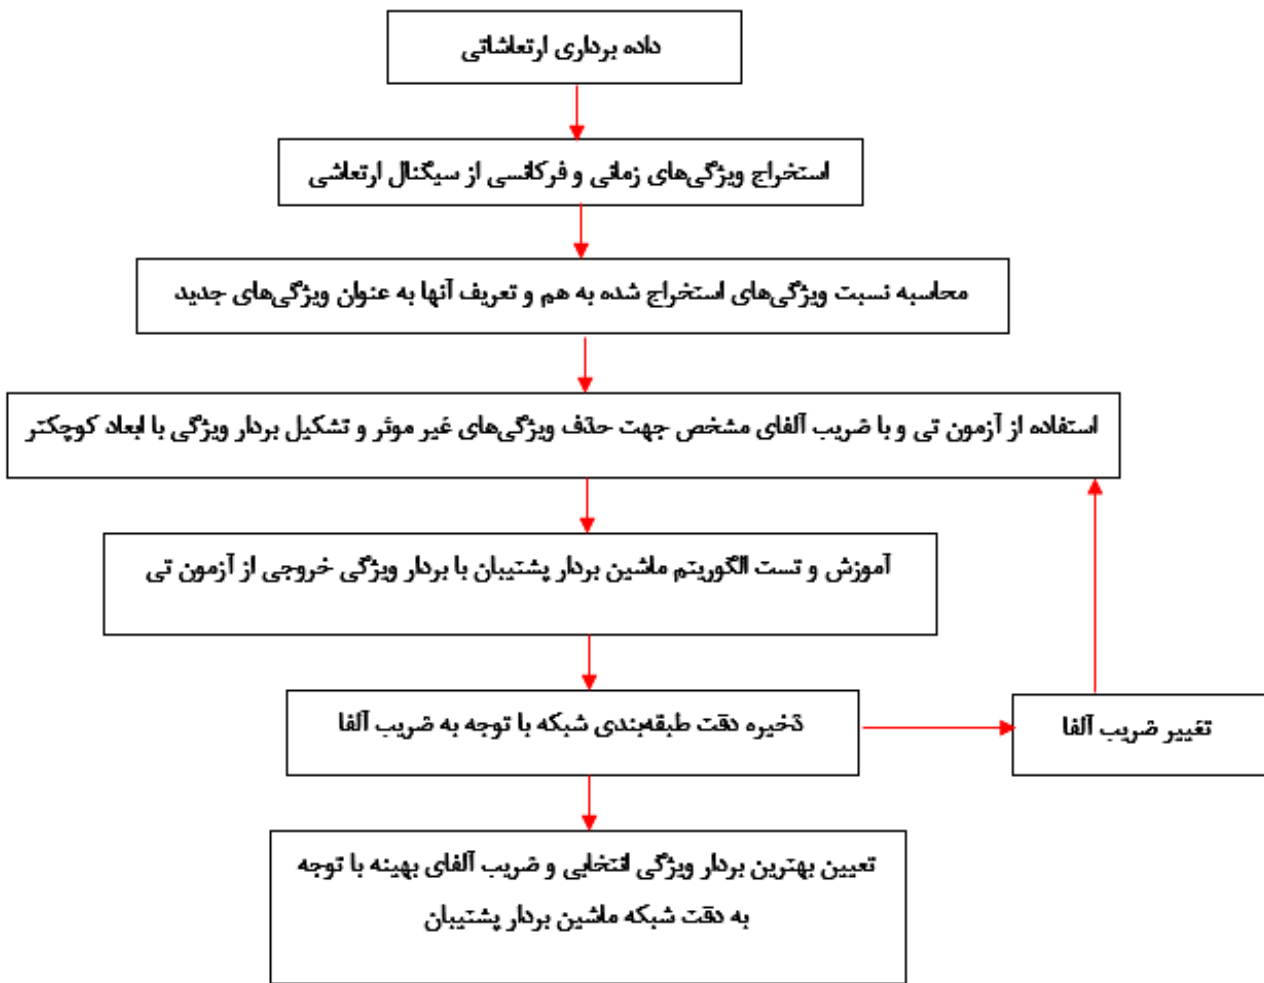 داده برداری ارتعاشاتی
استخراج ویژگی‌های زمانی و فرکانسی از سیگنال ارتعاشی
محاسبه نسبت ویژگی‌های استخراج شده به هم و تعریف آنها به عنوان ویژگی‌های جدید
استفاده از آزمون تی و با ضریب آلفای مشخص جهت حذف ویژگی‌های غیر موثر و تشکیل بردار ویژگی با ابعاد کوچکتر
آموزش و تست الگوریتم ماشین بردار پشتیبان با بردار ویژگی خروجی از آزمون تی
ذخیره دقت طبقه‌بندی شبکه با توجه به ضریب آلفا
تغییر ضریب آلفا
تعیین بهترین بردار ویژگی انتخابی و ضریب آلفای بهینه با توجه
به دقت شبکه ماشین بردار پشتیبان